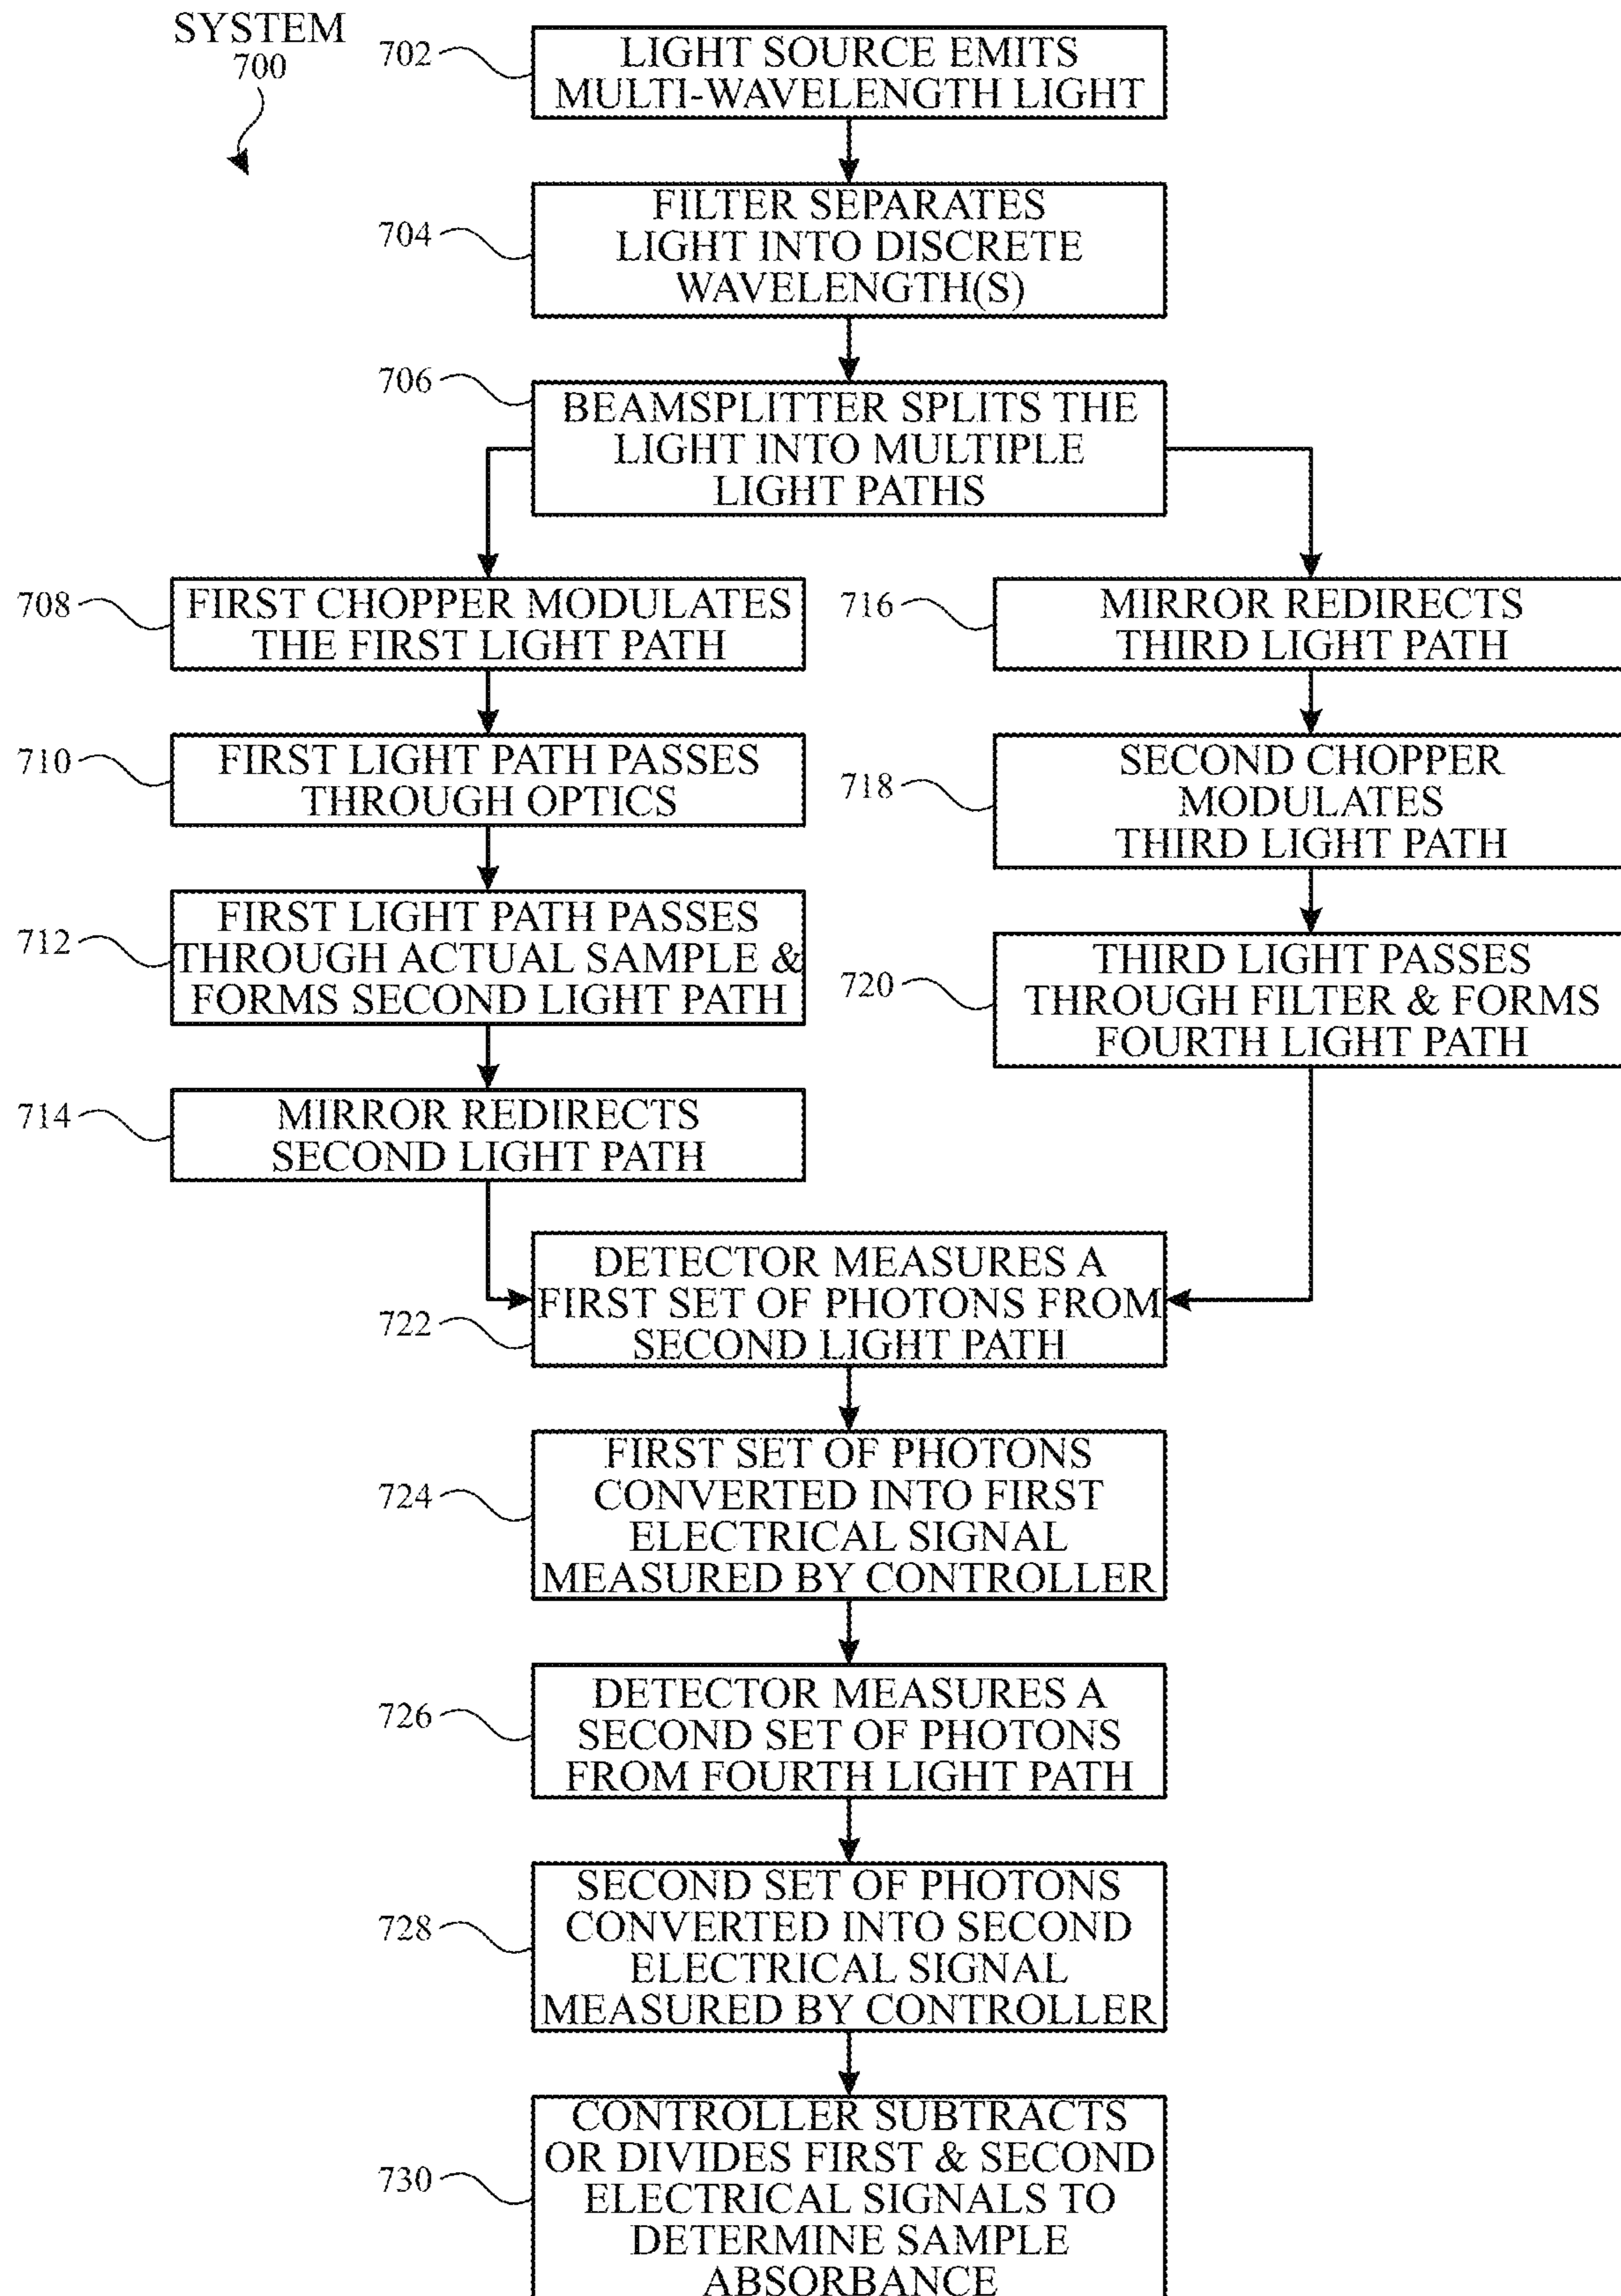 SYSTEM
700
702
LIGHT SOURCE EMITS
MULTI-WAVELENGTH LIGHT
704
FILTER SEPARATES
LIGHT INTO DISCRETE
WAVELENGTH(S)
706
BEAMSPLITTER SPLITS THE
LIGHT INTO MULTIPLE
LIGHT PATHS
708
FIRST CHOPPER MODULATES
THE FIRST LIGHT PATH
710
FIRST LIGHT PATH PASSES
THROUGH OPTICS
712
FIRST LIGHT PATH PASSES
THROUGH ACTUAL SAMPLE &
FORMS SECOND LIGHT PATH
714
MIRROR REDIRECTS
SECOND LIGHT PATH
716
MIRROR REDIRECTS
THIRD LIGHT PATH
718
SECOND CHOPPER
MODULATES
THIRD LIGHT PATH
720
THIRD LIGHT PASSES
THROUGH FILTER & FORMS
FOURTH LIGHT PATH
722
DETECTOR MEASURES A
FIRST SET OF PHOTONS FROM
SECOND LIGHT PATH
724
FIRST SET OF PHOTONS
CONVERTED INTO FIRST
ELECTRICAL SIGNAL
MEASURED BY CONTROLLER
726
DETECTOR MEASURES A
SECOND SET OF PHOTONS
FROM FOURTH LIGHT PATH
728
SECOND SET OF PHOTONS
CONVERTED INTO SECOND
ELECTRICAL SIGNAL
MEASURED BY CONTROLLER
730
CONTROLLER SUBTRACTS
OR DIVIDES FIRST & SECOND
ELECTRICAL SIGNALS TO
DETERMINE SAMPLE
ABSORBANCE